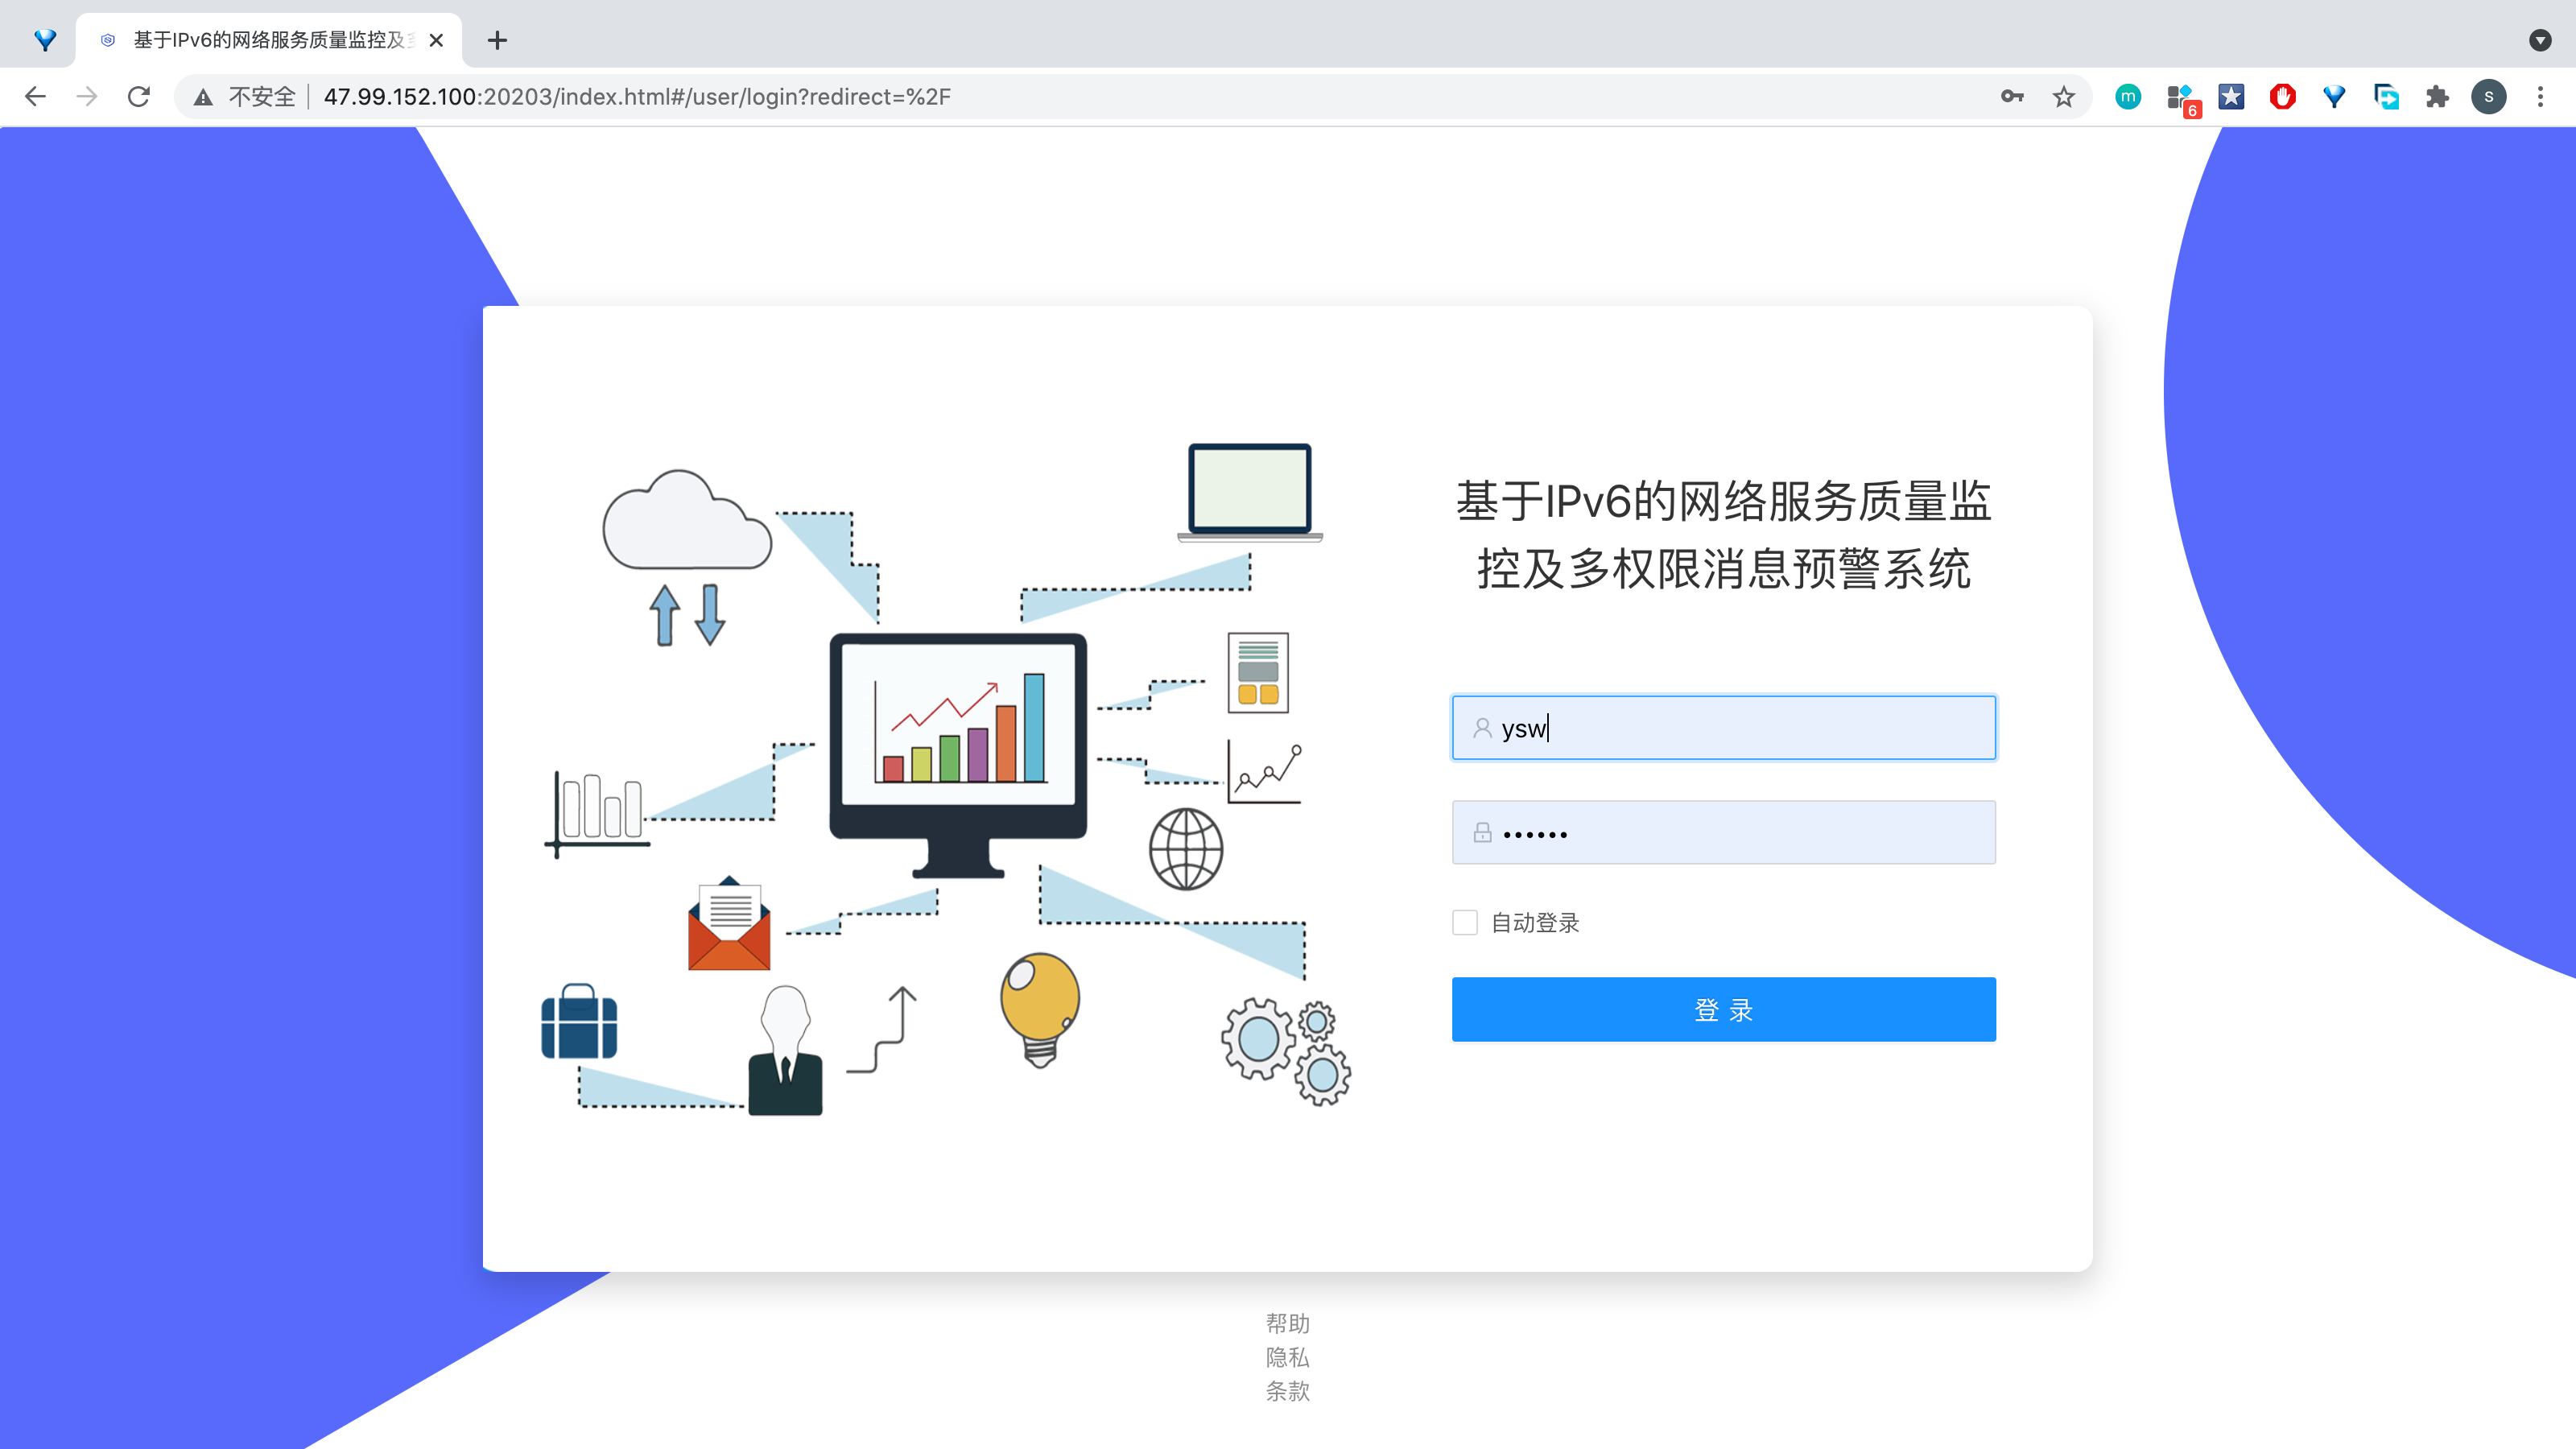 基于IPv6的网络服务质量监控及
不安全 47.99.152.100:20203/index.html#/user/login?redirect=%2F
m
6
s
基于IPv6的网络服务质量监
控及多权限消息预警系统
ysw
••••••
自动登录
登 录
帮助
隐私
条款